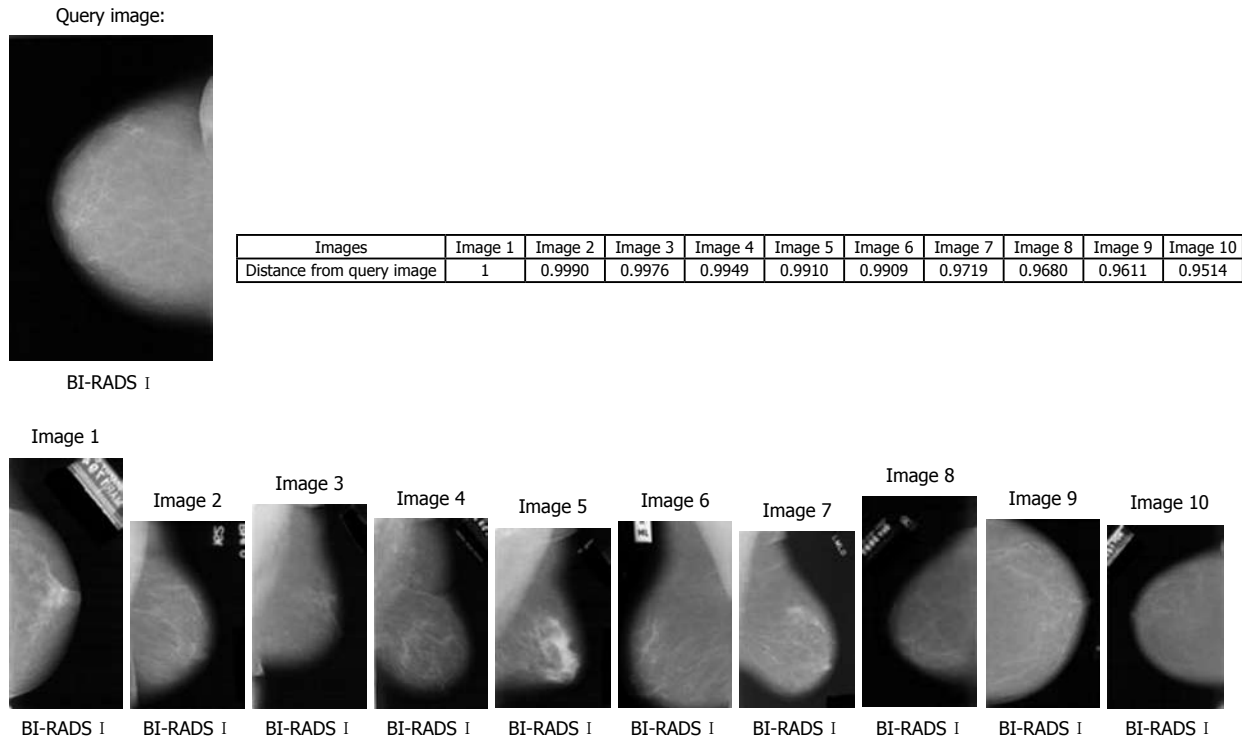 Query image:
Images Image 1 Image 2 Image 3 Image 4 Image 5 Image 6 Image 7 Image 8 Image 9 Image 10
Distance from query image 1 0.9990 0.9976 0.9949 0.9910 0.9909 0.9719 0.9680 0.9611 0.9514
BI-RADS I
Image 1 Image 2 Image 3 Image 4 Image 5 Image 6 Image 7 Image 8 Image 9 Image 10
BI-RADS I BI-RADS I BI-RADS I BI-RADS I BI-RADS I BI-RADS I BI-RADS I BI-RADS I BI-RADS I BI-RADS I